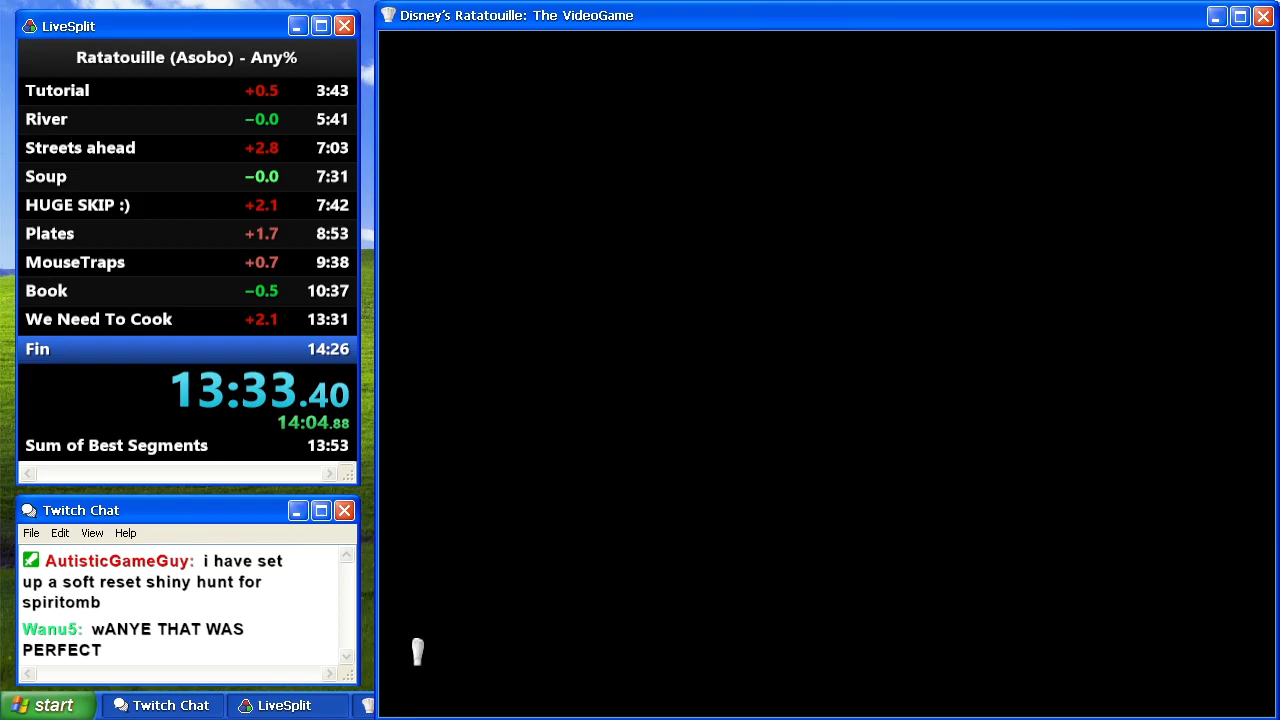 LiveSplit
Ratatouille (Asobo) - Any%
Tutorial +0.5 3:43
River −0.0 5:41
Streets ahead +2.8 7:03
Soup −0.0 7:31
HUGE SKIP :) +2.1 7:42
Plates +1.7 8:53
MouseTraps +0.7 9:38
Book −0.5 10:37
We Need To Cook +2.1 13:31
Fin 14:26
13:33.40
14:04.88
Sum of Best Segments 13:53
Twitch Chat
File Edit View Help
AutisticGameGuy: i have set
up a soft reset shiny hunt for
spiritomb
Wanu5: wANYE THAT WAS
PERFECT
start Twitch Chat LiveSplit
Disney's Ratatouille: The VideoGame